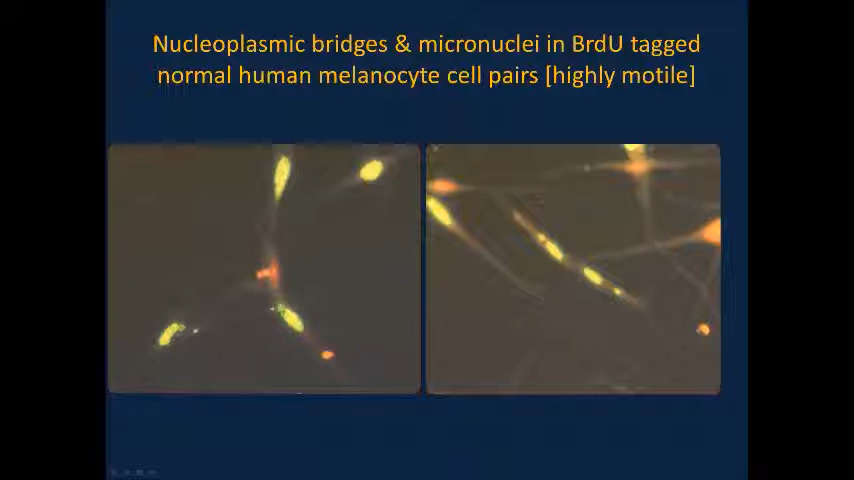 Nucleoplasmic bridges & micronuclei in BrdU tagged
normal human melanocyte cell pairs [highly motile]